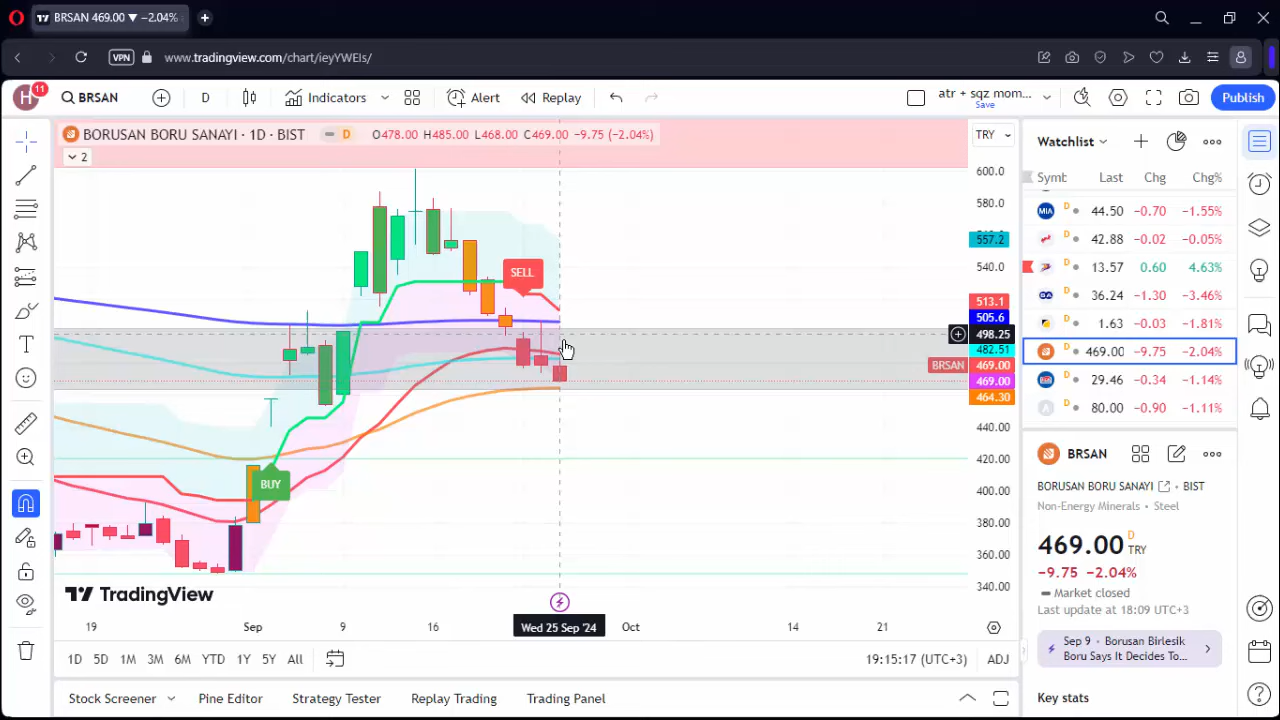 BRSAN 469.00 ▼ −2.04%
VPN www.tradingview.com/chart/ieyYWEIs/
H 11 BRSAN D Indicators Alert Replay atr + sqz mom... Save Publish
BORUSAN BORU SANAYI · 1D · BIST D O478.00 H485.00 L468.00 C469.00 −9.75 (−2.04%) TRY
2
600.0
580.0
557.2
540.0
SELL
513.1
505.6
498.25
482.51
BRSAN 469.00
469.00
464.30
440.00
420.00
BUY
400.00
380.00
360.00
340.00
TradingView
19 Sep 9 16 Wed 25 Sep '24 Oct 14 21
1D 5D 1M 3M 6M YTD 1Y 5Y All 19:15:17 (UTC+3) ADJ
Stock Screener Pine Editor Strategy Tester Replay Trading Trading Panel
Watchlist
Symb Last Chg Chg%
MIA D 44.50 −0.70 −1.55%
D 42.88 −0.02 −0.05%
D 13.57 0.60 4.63%
GA D 36.24 −1.30 −3.46%
D 1.63 −0.03 −1.81%
D 469.00 −9.75 −2.04%
D 29.46 −0.34 −1.14%
D 80.00 −0.90 −1.11%
BRSAN
BORUSAN BORU SANAYI · BIST
Non-Energy Minerals · Steel
469.00 D TRY
−9.75 −2.04%
Market closed
Last update at 18:09 UTC+3
Sep 9 · Borusan Birlesik
Boru Says It Decides To...
Key stats